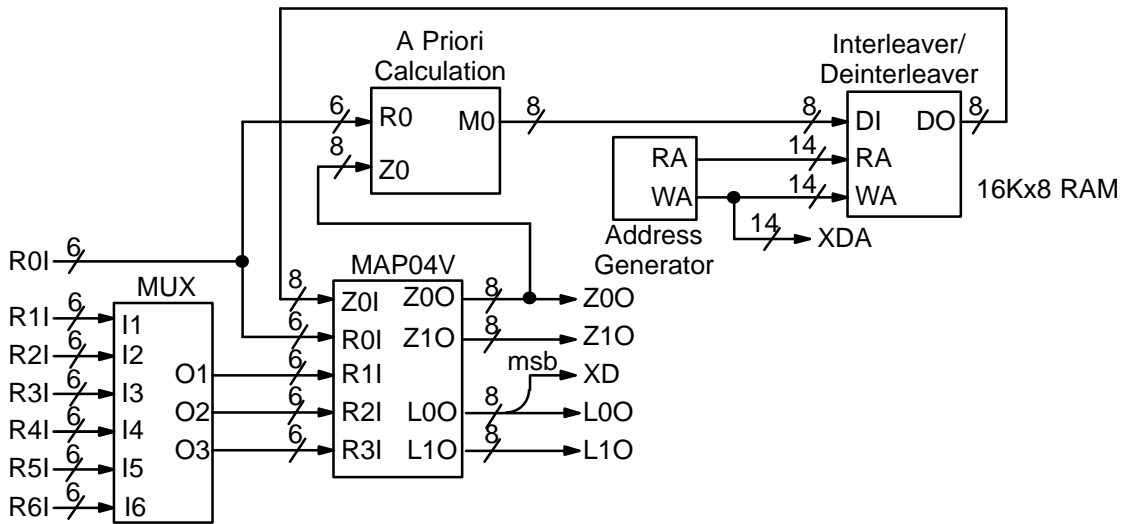 A Priori
Calculation
Interleaver/
Deinterleaver
6
R0
M0
8
8
DI
DO
8
8
Z0
RA
14
RA
WA
14
WA
16Kx8 RAM
14
XDA
Address
Generator
R0I
6
MUX
MAP04V
8
Z0I
Z0O
8
Z0O
R1I
6
I1
6
R0I
Z1O
8
Z1O
R2I
6
I2
msb
O1
6
R1I
XD
R3I
6
I3
O2
6
R2I
L0O
8
L0O
R4I
6
I4
O3
6
R3I
L1O
8
L1O
R5I
6
I5
R6I
6
I6